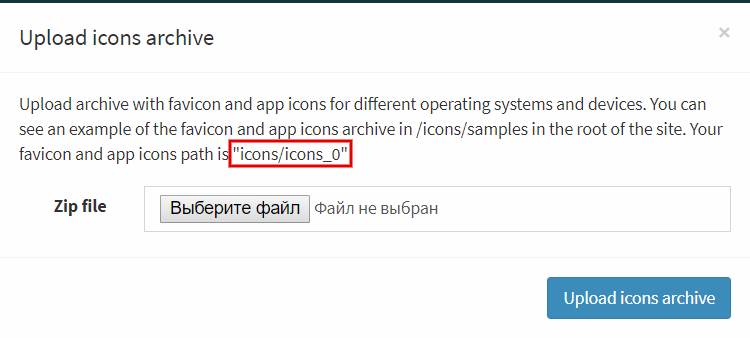 Upload icons archive ×
Upload archive with favicon and app icons for different operating systems and devices. You can
see an example of the favicon and app icons archive in /icons/samples in the root of the site. Your
favicon and app icons path is "icons/icons_0"
Zip file Выберите файл Файл не выбран
Upload icons archive